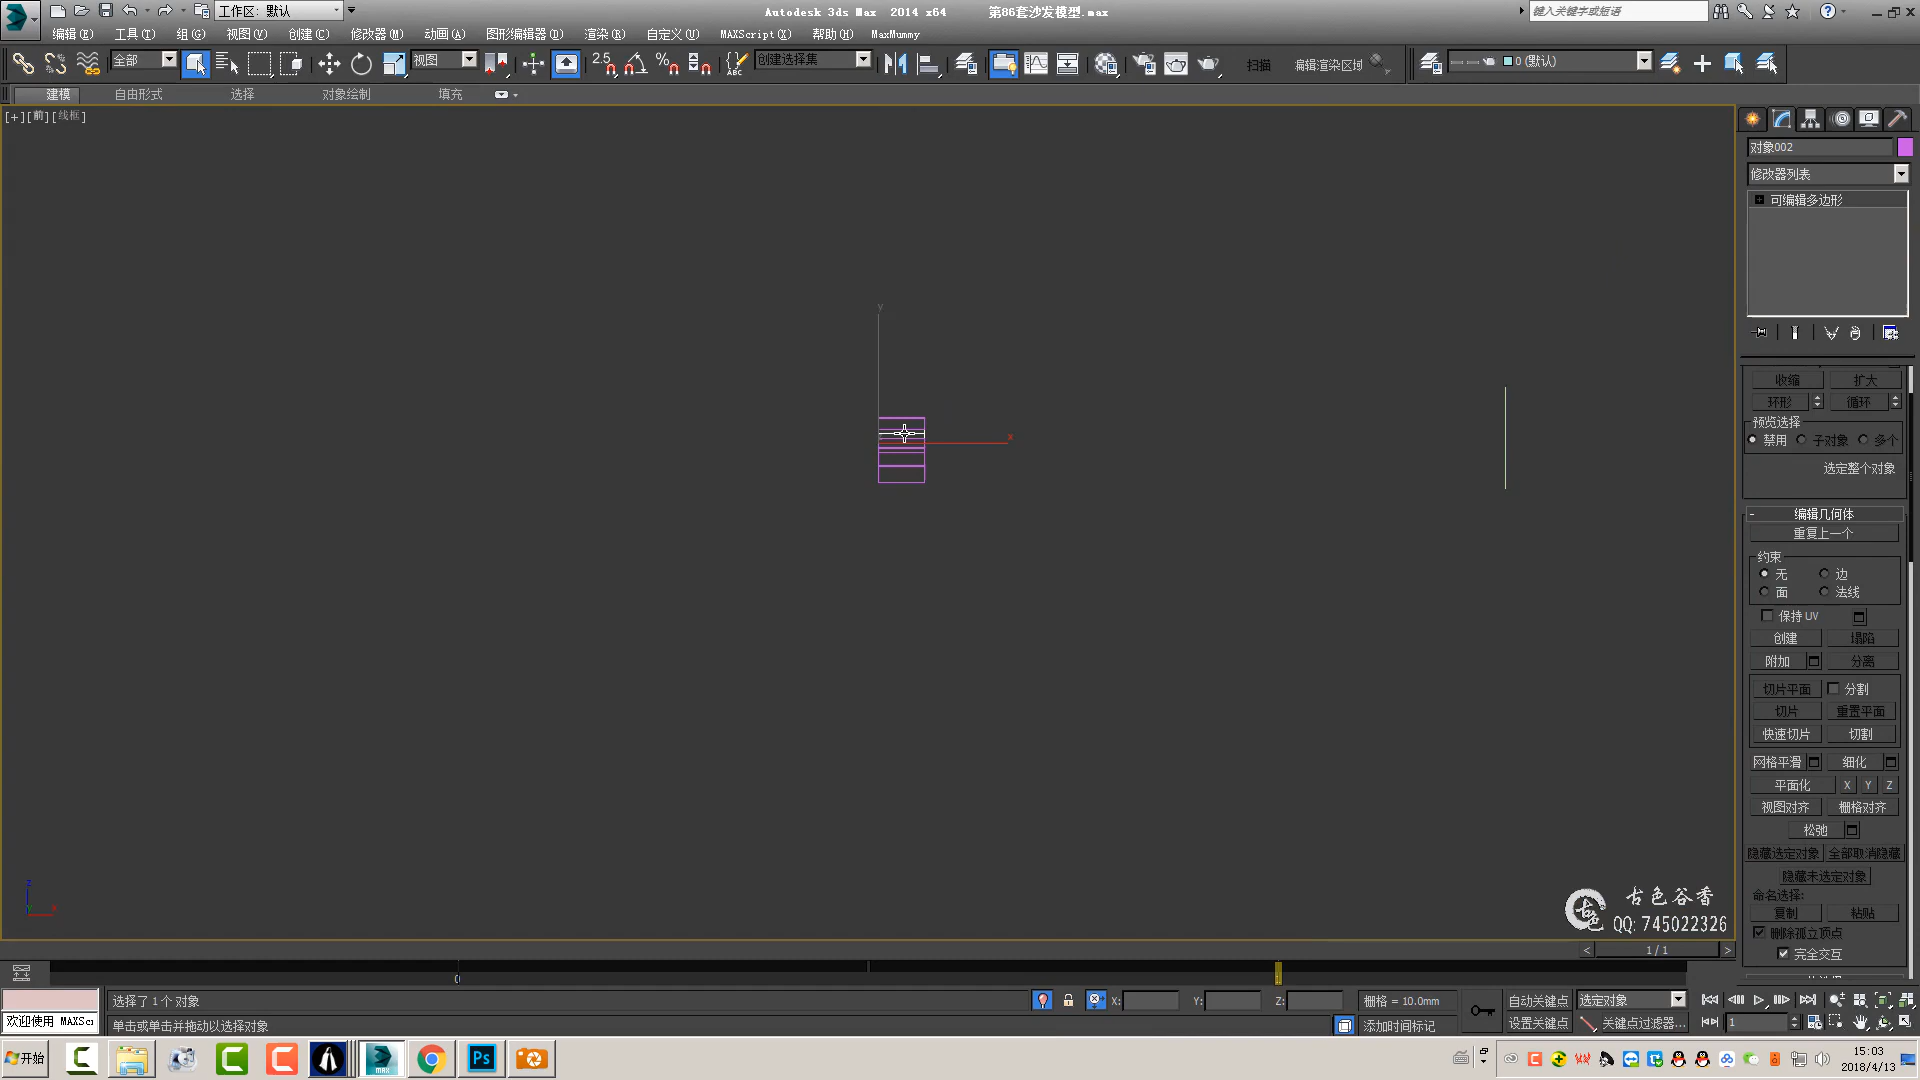 工作区: 默认
Autodesk 3ds Max  2014 x64    第86套沙发模型.max
键入关键字或短语
编辑(E) 工具(T) 组(G) 视图(V) 创建(C) 修改器(M) 动画(A) 图形编辑器(D) 渲染(R) 自定义(U) MAXScript(X) 帮助(H) MaxMummy
全部
视图
2.5
创建选择集
扫描
编辑渲染区域
0 (默认)
建模 自由形式 选择 对象绘制 填充
[+][前][线框]
对象002
修改器列表
可编辑多边形
y
x
收缩 扩大
环形 循环
预览选择
禁用 子对象 多个
选定整个对象
编辑几何体
重复上一个
约束
无 边
面 法线
保持 UV
创建 塌陷
附加 分离
切片平面 分割
切片 重置平面
快速切片 切割
网格平滑 细化
平面化 X Y Z
视图对齐 栅格对齐
松弛
隐藏选定对象 全部取消隐藏
隐藏未选定对象
命名选择:
复制 粘贴
删除孤立顶点
完全交互
z
x
古色谷香
QQ: 745022326
1 / 1
选择了 1 个 对象
X: Y: Z:
栅格 = 10.0mm
自动关键点
选定对象
欢迎使用 MAXScr
单击或单击并拖动以选择对象
添加时间标记
设置关键点
关键点过滤器...
1
开始
MAX
Ps
15:03
2018/4/13